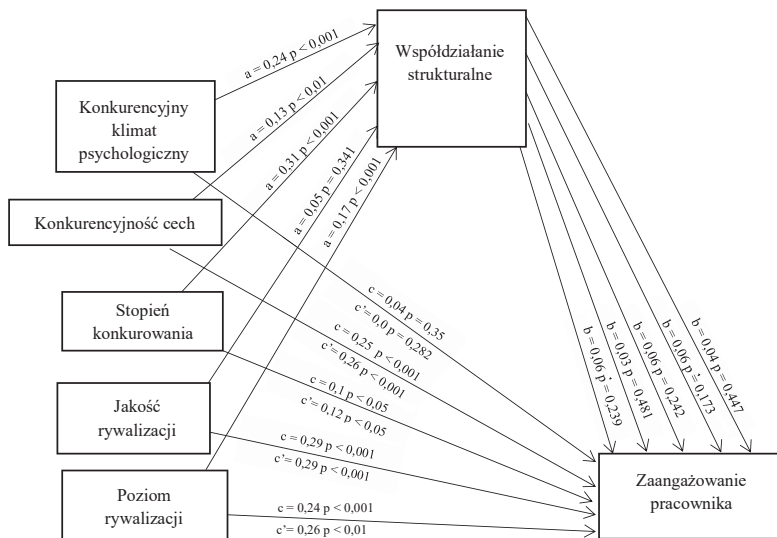 Współdziałanie
strukturalne
Konkurencyjny
klimat
psychologiczny
Konkurencyjność cech
Stopień
konkurowania
Jakość
rywalizacji
Poziom
rywalizacji
Zaangażowanie
pracownika
a = 0,24 p < 0,001
a = 0,13 p < 0,01
a = 0,31 p < 0,001
a = 0,05 p = 0,341
a = 0,17 p < 0,001
c = 0,04 p = 0,35
c’= 0,0 p = 0,282
c = 0,25 p < 0,001
c’= 0,26 p < 0,001
c = 0,1 p < 0,05
c’= 0,12 p < 0,05
c = 0,29 p < 0,001
c’= 0,29 p < 0,001
c = 0,24 p < 0,001
c’= 0,26 p < 0,01
b = 0,06 p = 0,239
b = 0,03 p = 0,481
b = 0,06 p = 0,242
b = 0,06 p = 0,173
b = 0,04 p = 0,447